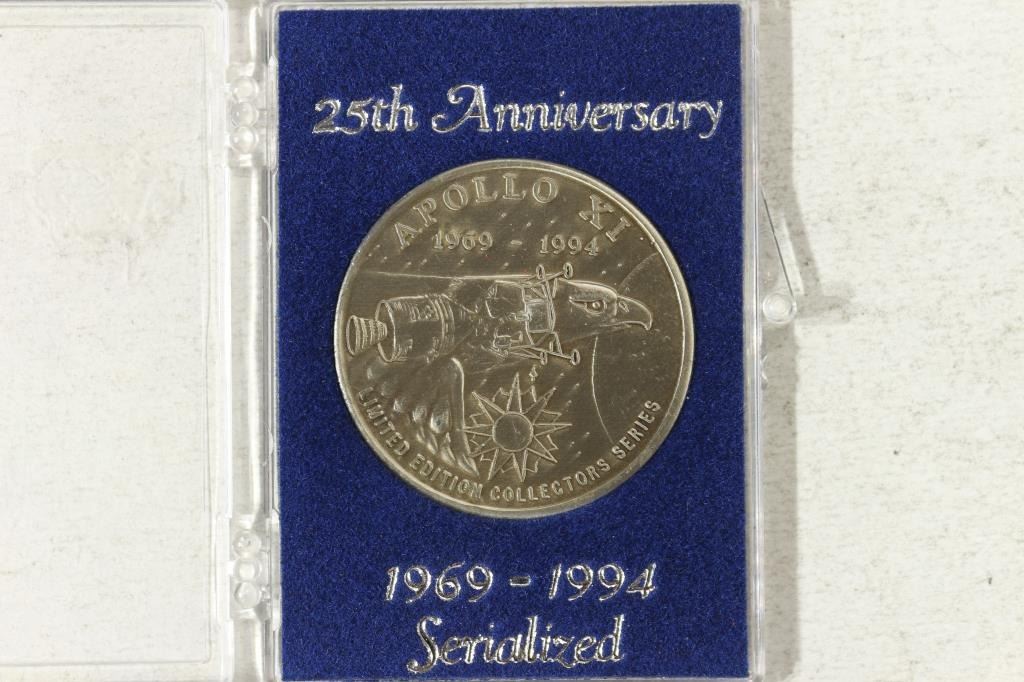 25th Anniversary
APOLLO XI
1969 - 1994
LIMITED EDITION COLLECTORS SERIES
1969 - 1994
Serialized